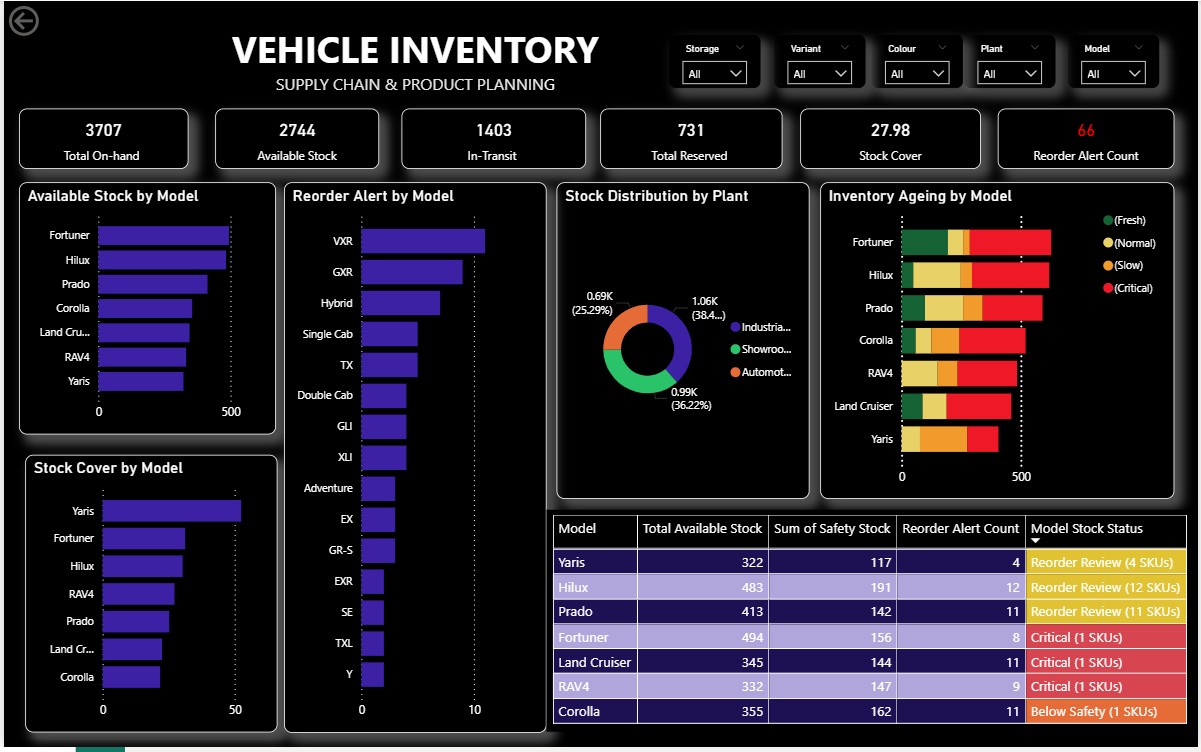 VEHICLE INVENTORY
SUPPLY CHAIN & PRODUCT PLANNING
Storage
All
Variant
All
Colour
All
Plant
All
Model
All
3707
Total On-hand
2744
Available Stock
1403
In-Transit
731
Total Reserved
27.98
Stock Cover
66
Reorder Alert Count
Available Stock by Model
Fortuner
Hilux
Prado
Corolla
Land Cru...
RAV4
Yaris
0 500
Stock Cover by Model
Yaris
Fortuner
Hilux
RAV4
Prado
Land Cr...
Corolla
0 50
Reorder Alert by Model
VXR
GXR
Hybrid
Single Cab
TX
Double Cab
GLI
XLI
Adventure
EX
GR-S
EXR
SE
TXL
Y
0 10
Stock Distribution by Plant
0.69K
(25.29%)
1.06K
(38.4...)
0.99K
(36.22%)
Industria...
Showroo...
Automot...
Inventory Ageing by Model
Fortuner
Hilux
Prado
Corolla
RAV4
Land Cruiser
Yaris
0 500
(Fresh)
(Normal)
(Slow)
(Critical)
Model Total Available Stock Sum of Safety Stock Reorder Alert Count Model Stock Status
Yaris 322 117 4 Reorder Review (4 SKUs)
Hilux 483 191 12 Reorder Review (12 SKUs)
Prado 413 142 11 Reorder Review (11 SKUs)
Fortuner 494 156 8 Critical (1 SKUs)
Land Cruiser 345 144 11 Critical (1 SKUs)
RAV4 332 147 9 Critical (1 SKUs)
Corolla 355 162 11 Below Safety (1 SKUs)